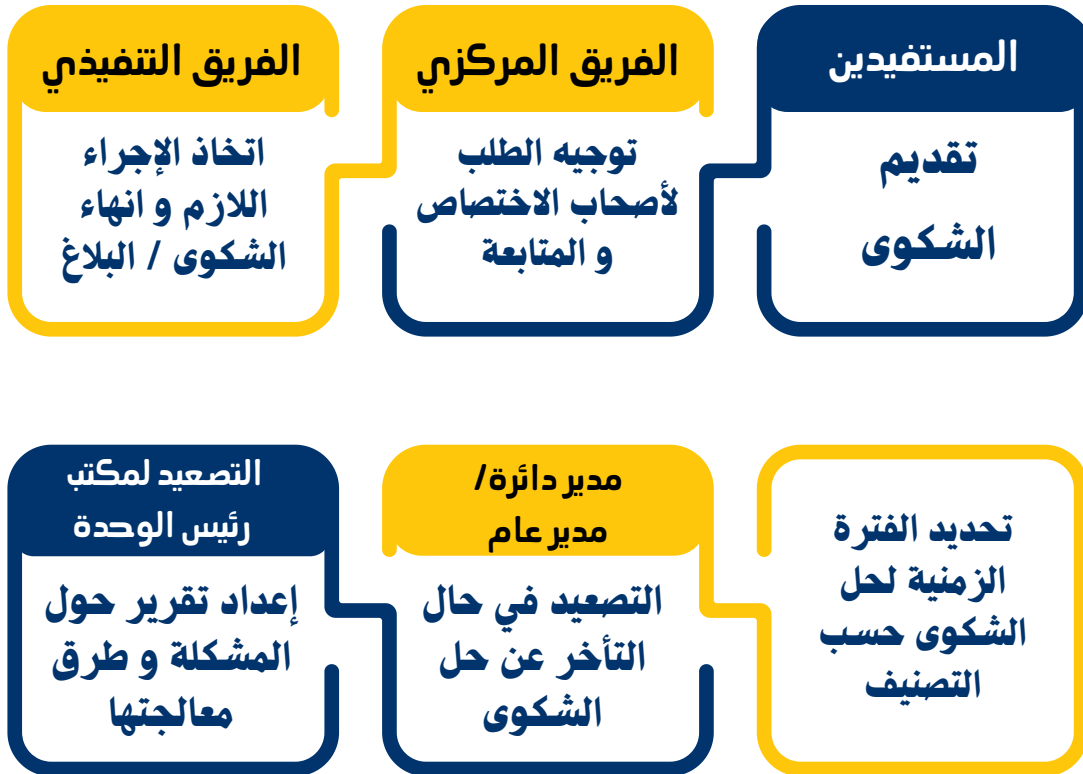 المستفيدين
تقديم
الشكوى
الفريق المركزي
توجيه الطلب
لأصحاب الاختصاص
و المتابعة
الفريق التنفيذي
اتخاذ الإجراء
اللازم و انهاء
الشكوى / البلاغ
تحديد الفترة
الزمنية لحل
الشكوى حسب
التصنيف
مدير دائرة/
مدير عام
التصعيد في حال
التأخر عن حل
الشكوى
التصعيد لمكتب
رئيس الوحدة
إعداد تقرير حول
المشكلة و طرق
معالجتها